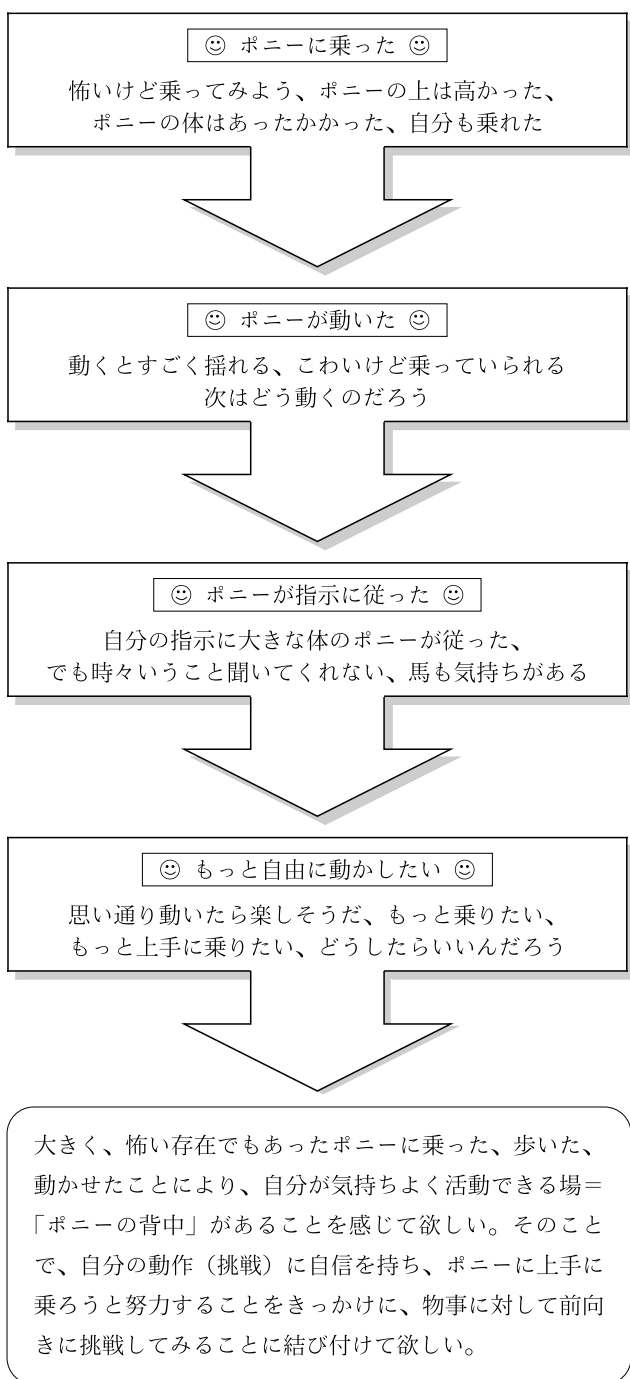 ☺ ポニーに乗った ☺
怖いけど乗ってみよう、ポニーの上は高かった、
ポニーの体はあったかかった、自分も乗れた
☺ ポニーが動いた ☺
動くとすごく揺れる、こわいけど乗っていられる
次はどう動くのだろう
☺ ポニーが指示に従った ☺
自分の指示に大きな体のポニーが従った、
でも時々いうこと聞いてくれない、馬も気持ちがある
☺ もっと自由に動かしたい ☺
思い通り動いたら楽しそうだ、もっと乗りたい、
もっと上手に乗りたい、どうしたらいいんだろう
大きく、怖い存在でもあったポニーに乗った、歩いた、
動かせたことにより、自分が気持ちよく活動できる場＝
「ポニーの背中」があることを感じて欲しい。そのこと
で、自分の動作（挑戦）に自信を持ち、ポニーに上手に
乗ろうと努力することをきっかけに、物事に対して前向
きに挑戦してみることに結び付けて欲しい。